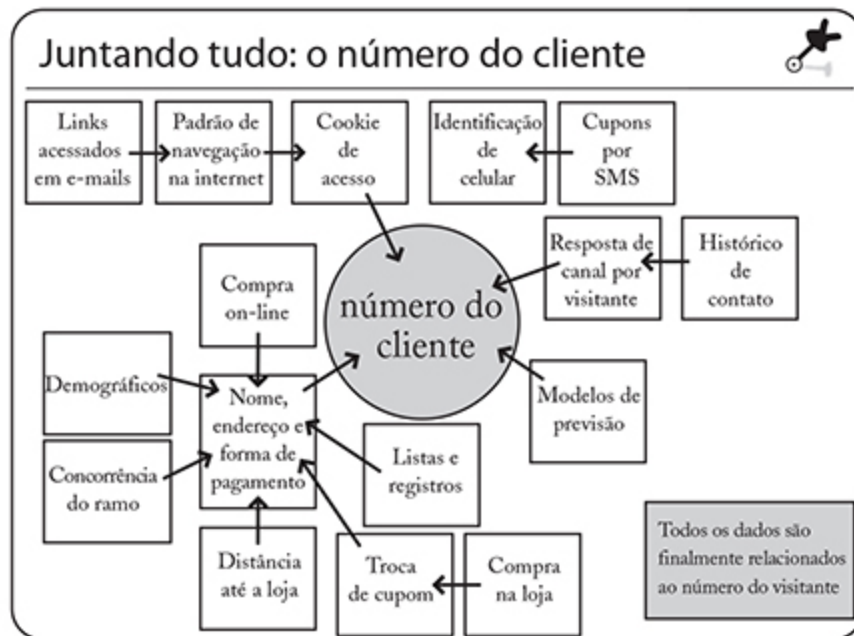 Juntando tudo: o número do cliente
Links
acessados
em e-mails
Padrão de
navegação
na internet
Cookie
de
acesso
Identificação
de
celular
Cupons
por
SMS
Resposta de
canal por
visitante
Histórico
de
contato
Compra
on-line
número do
cliente
Demográficos
Nome,
endereço e
forma de
pagamento
Modelos de
previsão
Concorrência
do ramo
Listas e
registros
Distância
até a loja
Troca
de cupom
Compra
na loja
Todos os dados são
finalmente relacionados
ao número do visitante